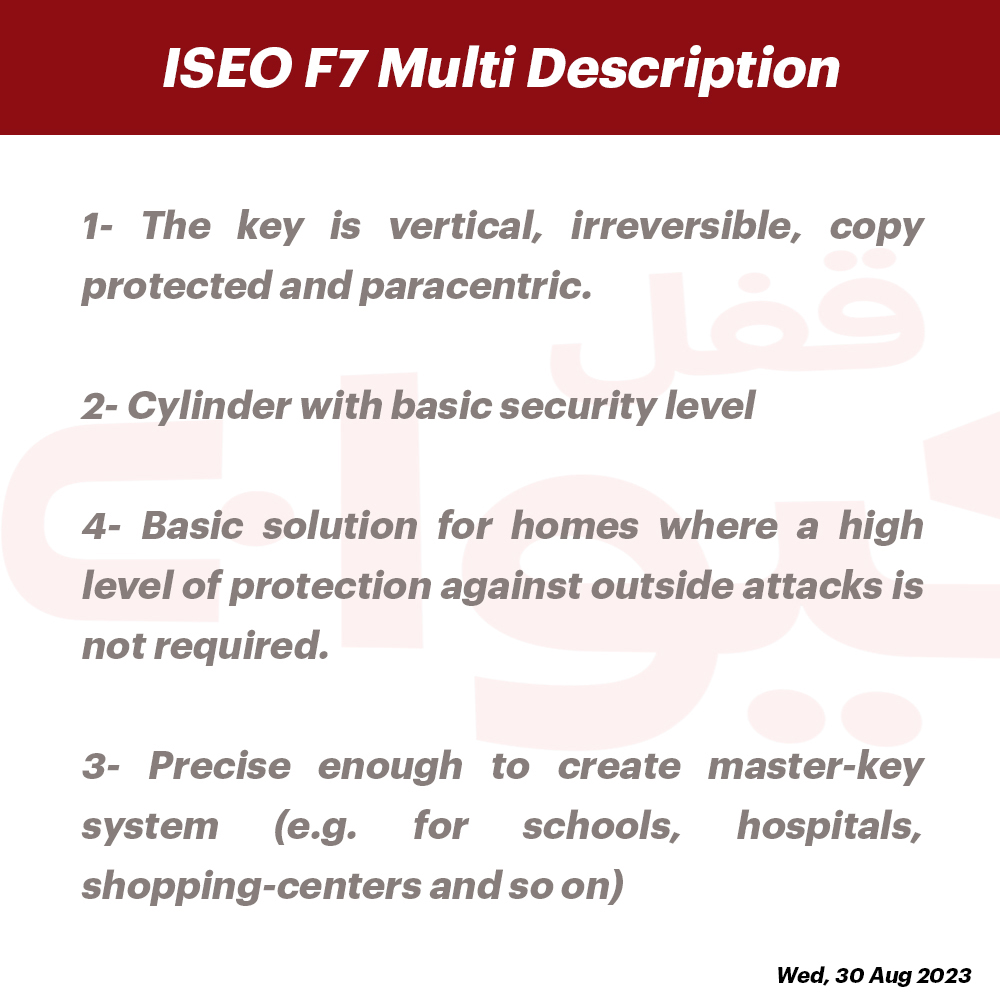 ISEO F7 Multi Description
1- The key is vertical, irreversible, copy
protected and paracentric.
قفل
2- Cylinder with basic security level
کیوان
4- Basic solution for homes where a high
level of protection against outside attacks is
not required.
3- Precise enough to create master-key
system (e.g. for schools, hospitals,
shopping-centers and so on)
Wed, 30 Aug 2023